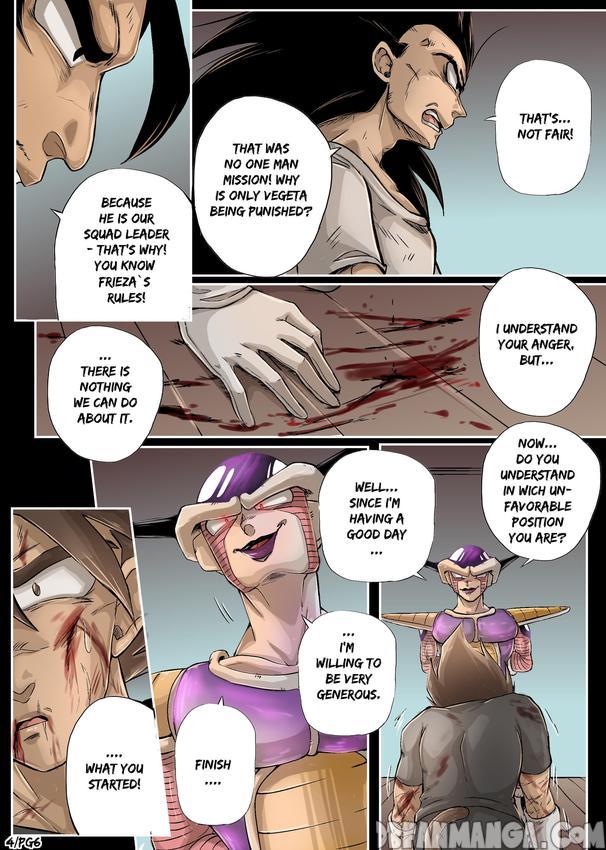 THAT'S...
NOT FAIR!
THAT WAS
NO ONE MAN
MISSION! WHY
IS ONLY VEGETA
BEING PUNISHED?
BECAUSE
HE IS OUR
SQUAD LEADER
- THAT'S WHY!
YOU KNOW
FRIEZA`S
RULES!
I UNDERSTAND
YOUR ANGER,
BUT...
...
THERE IS
NOTHING
WE CAN DO
ABOUT IT.
NOW...
DO YOU
UNDERSTAND
IN WICH UN-
FAVORABLE
POSITION
YOU ARE?
WELL...
SINCE I'M
HAVING A
GOOD DAY
...
...
I'M
WILLING TO
BE VERY
GENEROUS.
FINISH
....
....
WHAT YOU
STARTED!
4/PG6
DBFANMANGA.COM